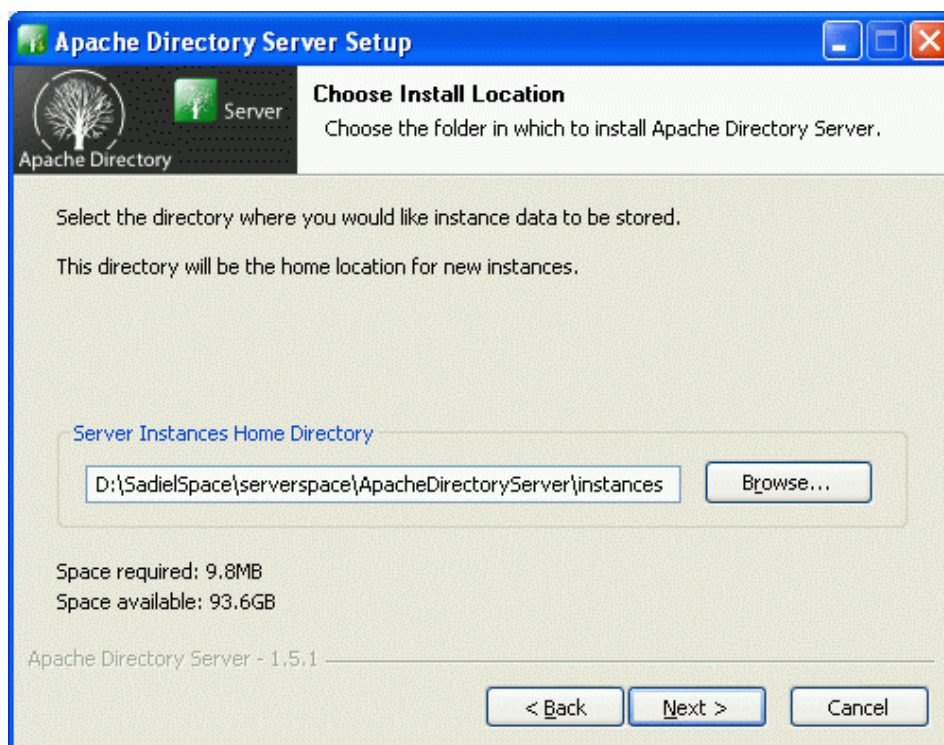 Apache Directory Server Setup
Server
Apache Directory
Choose Install Location
Choose the folder in which to install Apache Directory Server.
Select the directory where you would like instance data to be stored.
This directory will be the home location for new instances.
Server Instances Home Directory
D:\SadielSpace\serverspace\ApacheDirectoryServer\instances
Browse...
Space required: 9.8MB
Space available: 93.6GB
Apache Directory Server - 1.5.1
< Back
Next >
Cancel